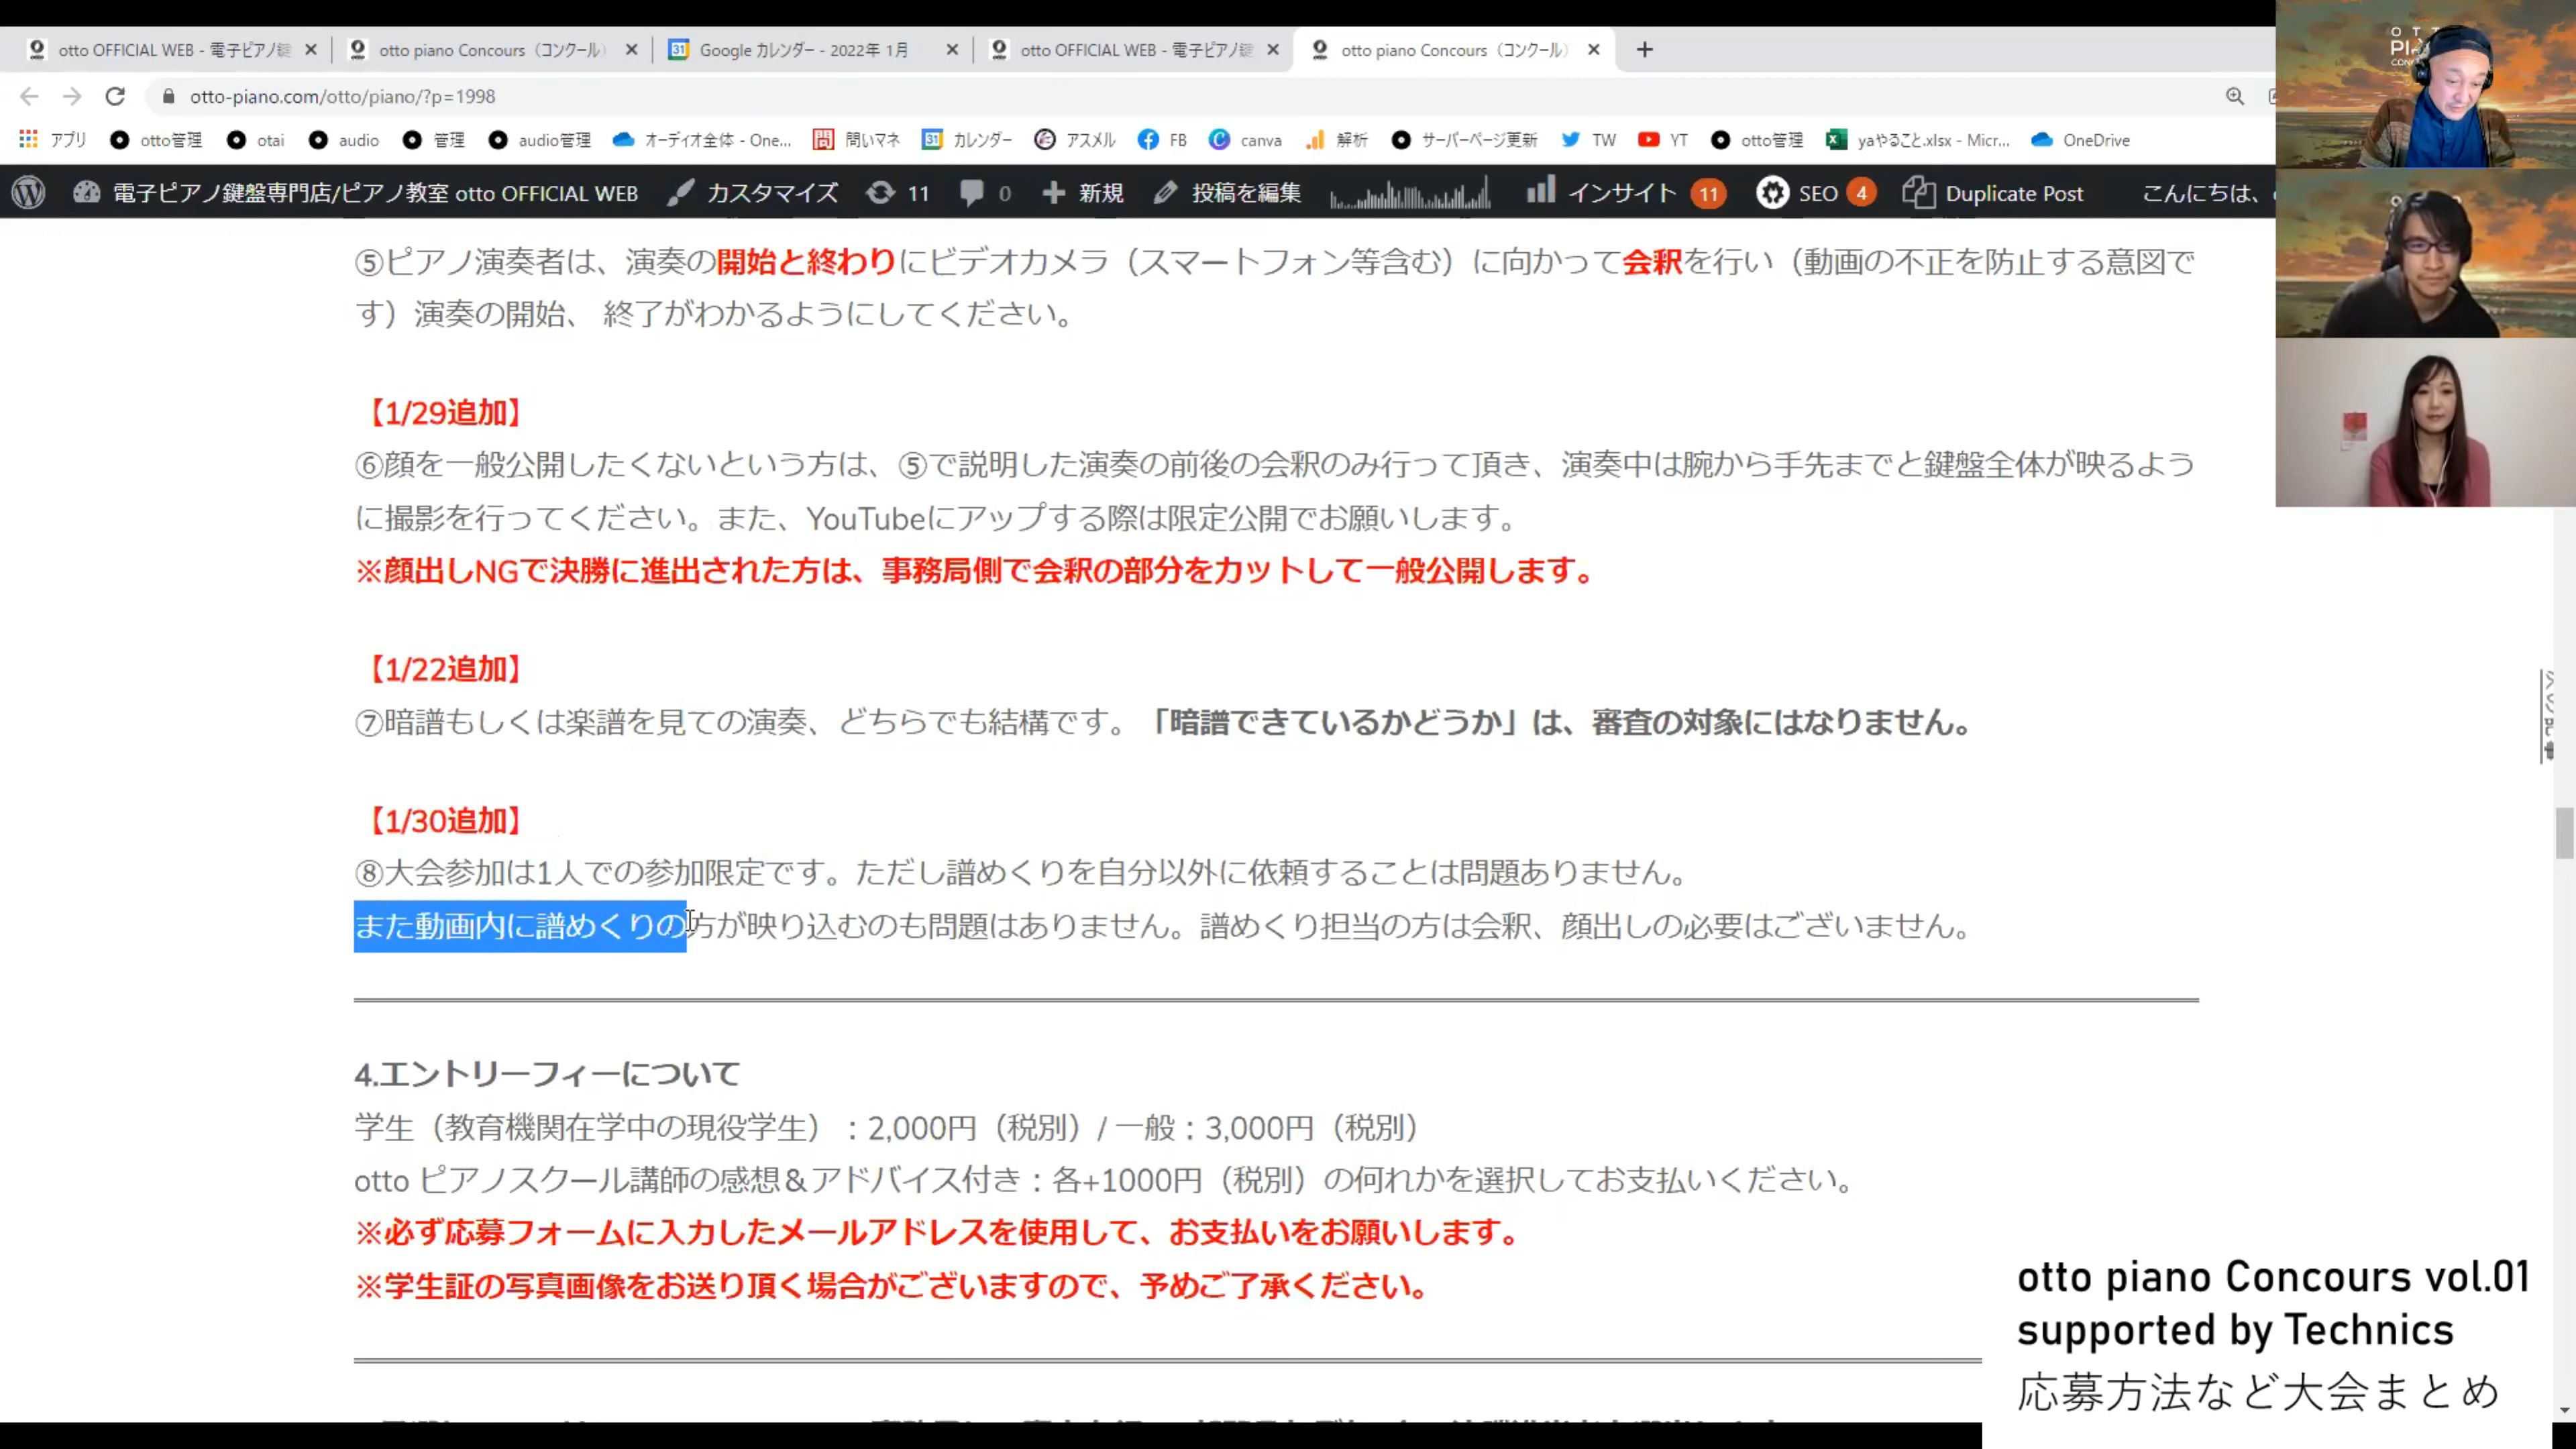 otto OFFICIAL WEB - 電子ピアノ鍵
otto piano Concours（コンクール）
Google カレンダー - 2022年 1月
otto OFFICIAL WEB - 電子ピアノ鍵
otto piano Concours（コンクール）
otto-piano.com/otto/piano/?p=1998
アプリ otto管理 otai audio 管理 audio管理 オーディオ全体 - One... 問いマネ カレンダー アスメル FB canva 解析 サーバーページ更新 TW YT otto管理 yaやること.xlsx - Micr... OneDrive
電子ピアノ鍵盤専門店/ピアノ教室 otto OFFICIAL WEB カスタマイズ 11 0 新規 投稿を編集 インサイト 11 SEO 4 Duplicate Post こんにちは、
⑤ピアノ演奏者は、演奏の開始と終わりにビデオカメラ（スマートフォン等含む）に向かって会釈を行い（動画の不正を防止する意図で
す）演奏の開始、 終了がわかるようにしてください。
【1/29追加】
⑥顔を一般公開したくないという方は、⑤で説明した演奏の前後の会釈のみ行って頂き、演奏中は腕から手先までと鍵盤全体が映るよう
に撮影を行ってください。また、YouTubeにアップする際は限定公開でお願いします。
※顔出しNGで決勝に進出された方は、事務局側で会釈の部分をカットして一般公開します。
【1/22追加】
⑦暗譜もしくは楽譜を見ての演奏、どちらでも結構です。「暗譜できているかどうか」は、審査の対象にはなりません。
【1/30追加】
⑧大会参加は1人での参加限定です。ただし譜めくりを自分以外に依頼することは問題ありません。
また動画内に譜めくりの方が映り込むのも問題はありません。譜めくり担当の方は会釈、顔出しの必要はございません。
4.エントリーフィーについて
学生（教育機関在学中の現役学生）：2,000円（税別）/ 一般：3,000円（税別）
otto ピアノスクール講師の感想＆アドバイス付き：各+1000円（税別）の何れかを選択してお支払いください。
※必ず応募フォームに入力したメールアドレスを使用して、お支払いをお願いします。
※学生証の写真画像をお送り頂く場合がございますので、予めご了承ください。
otto piano Concours vol.01
supported by Technics
応募方法など大会まとめ